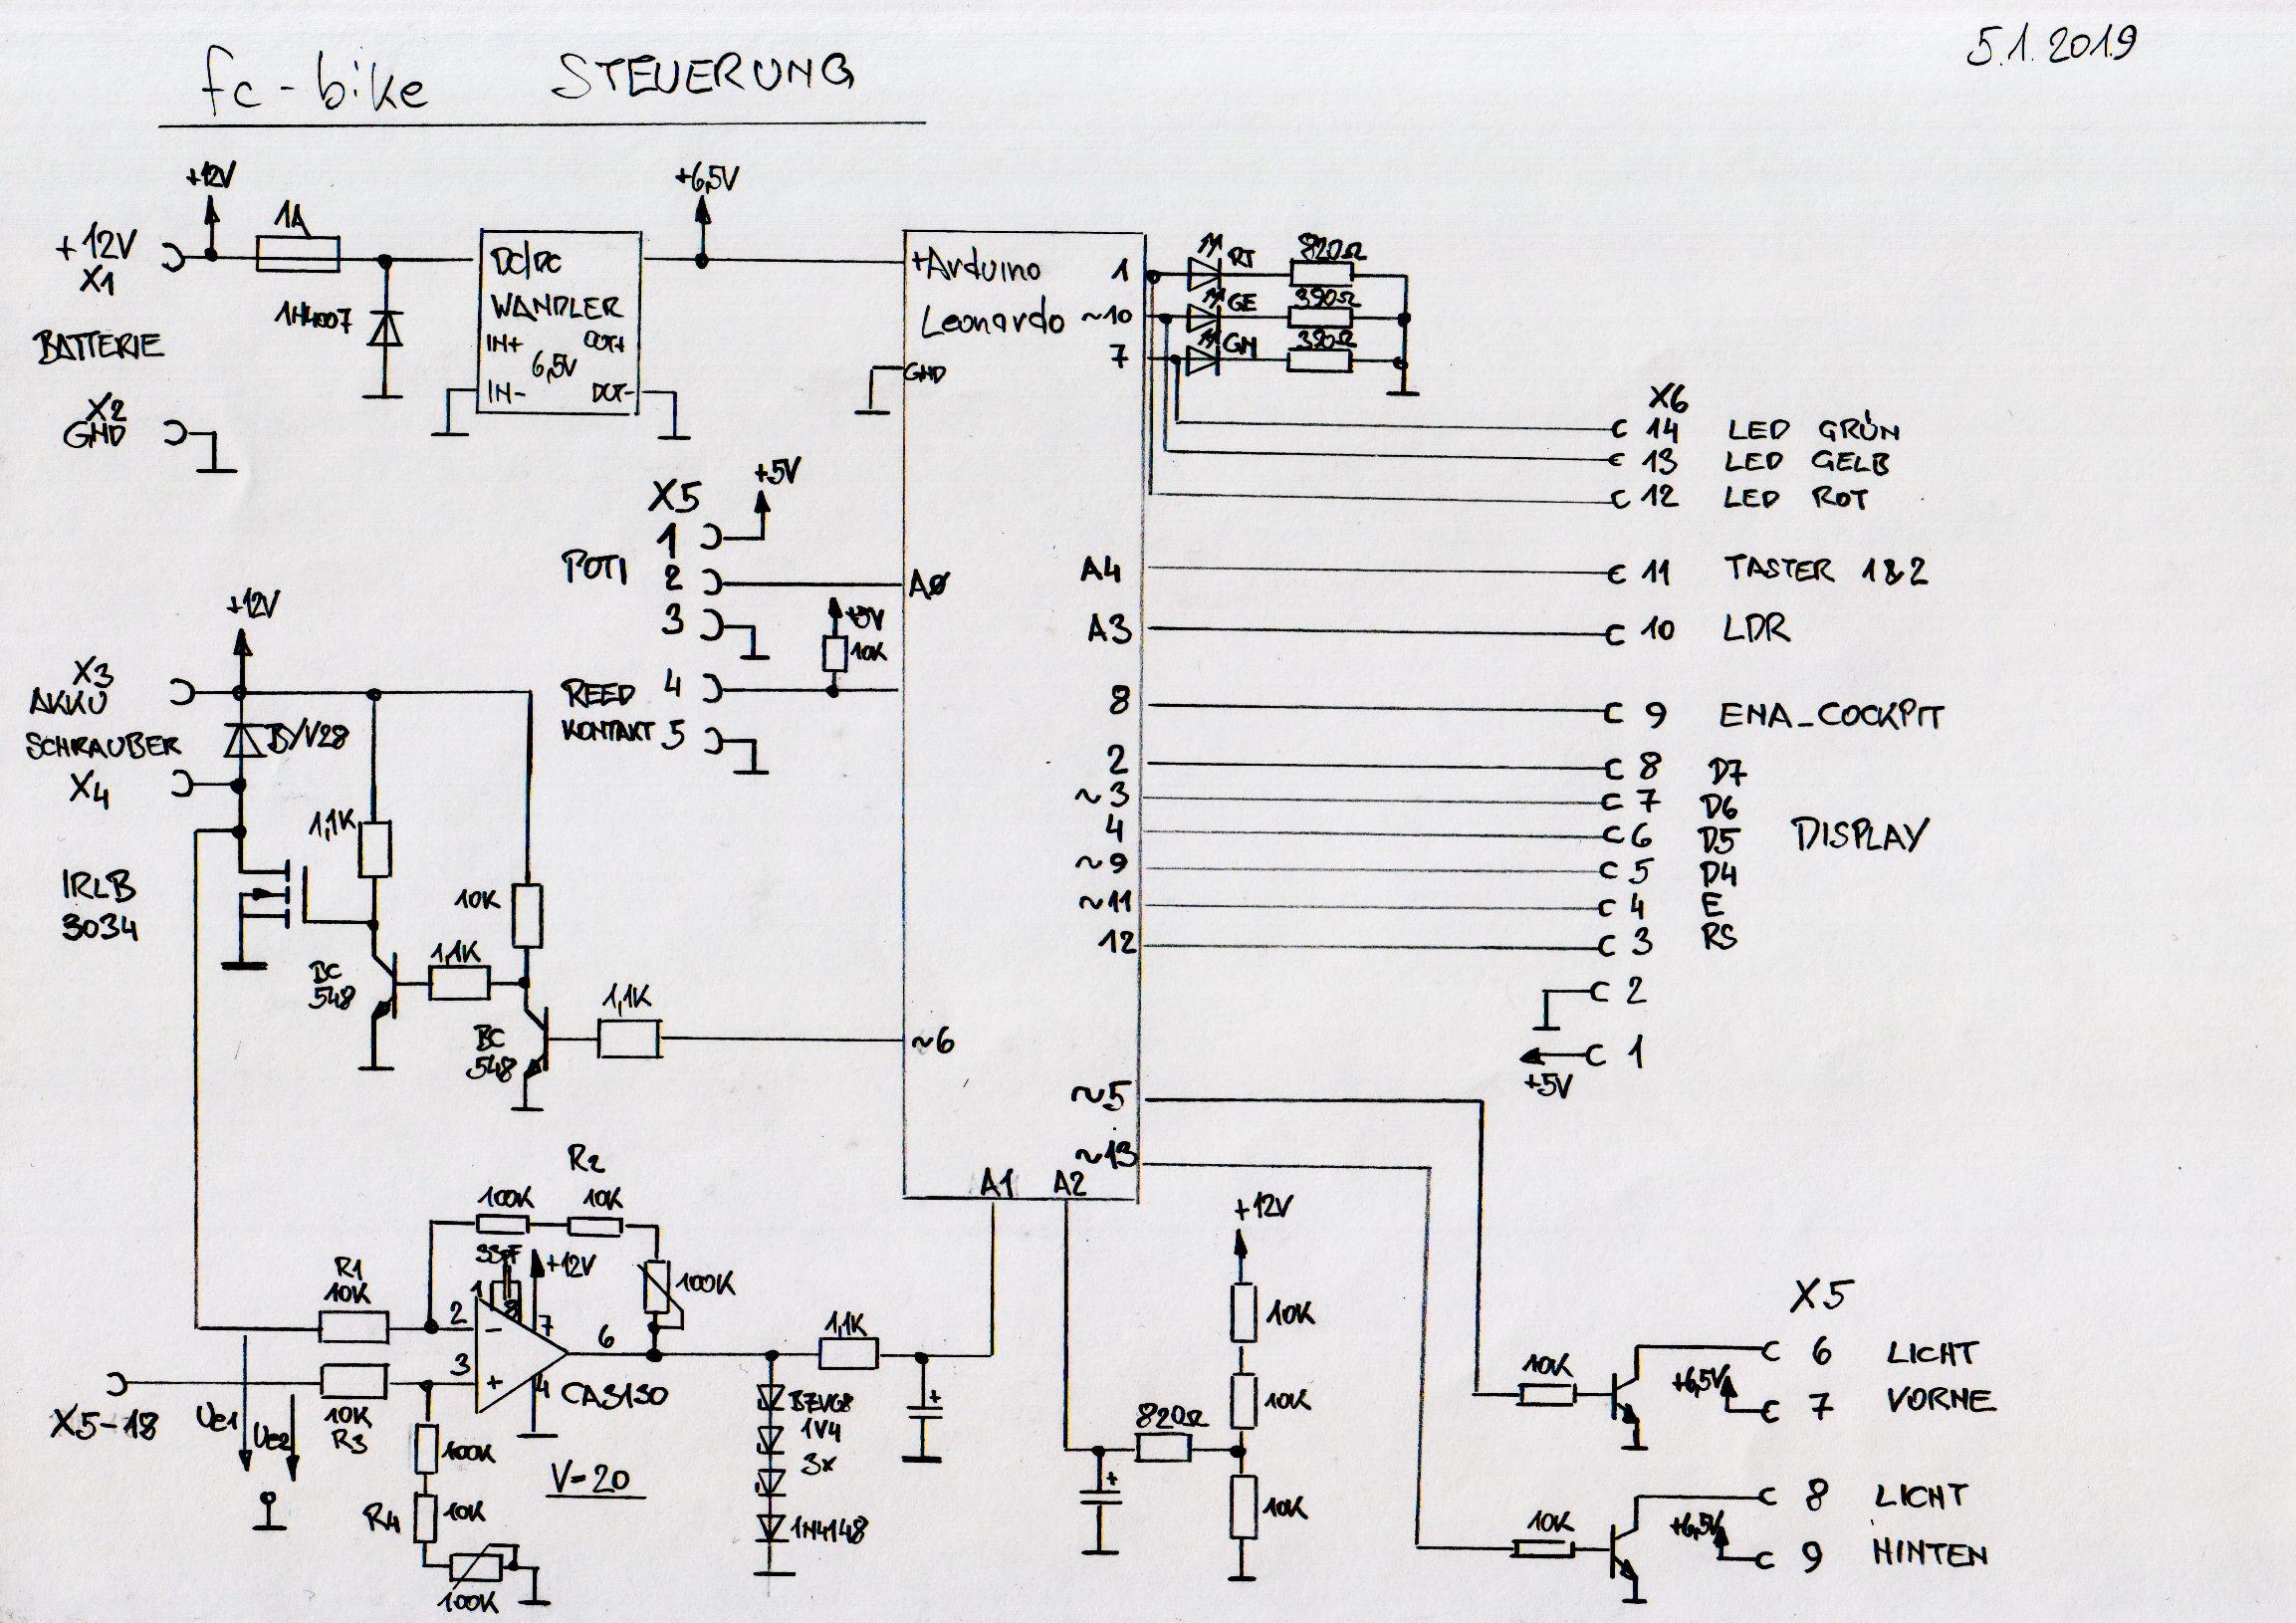 fc-bike STEUERUNG
5.1.2019
+12V
+12V
X1
1A
1N4007
BATTERIE
X2
GND
DC/DC
WANDLER
IN+ OUT+
6,5V
IN- OUT-
+6,5V
+Arduino
Leonardo
GND
1
~10
7
RT
820Ω
GE
390Ω
GN
390Ω
X6
14 LED GRÜN
13 LED GELB
12 LED ROT
A4
11 TASTER 1&2
A3
10 LDR
8
9 ENA_COCKPIT
2
8 D7
~3
7 D6
4
6 D5
DISPLAY
~9
5 D4
~11
4 E
12
3 RS
2
1
+5V
X5
+5V
POTI
1
2
3
A0
+5V
10K
REED
KONTAKT
4
5
+12V
X3
AKKU
SCHRAUBER
X4
BYV28
1,1K
IRLB
3034
10K
BC
548
1,1K
BC
548
1,1K
~6
~5
~13
A1
A2
R2
100K
10K
33pF
+12V
100K
R1
10K
2
1
8
7
6
3
4
CA3130
X5-18
Ue1
Ue2
10K
R3
100K
R4
10K
100K
V=20
1,1K
BZV68
1V4
3x
1N4148
+12V
10K
10K
820Ω
10K
X5
10K
6 LICHT
+6,5V
7 VORNE
10K
8 LICHT
+6,5V
9 HINTEN